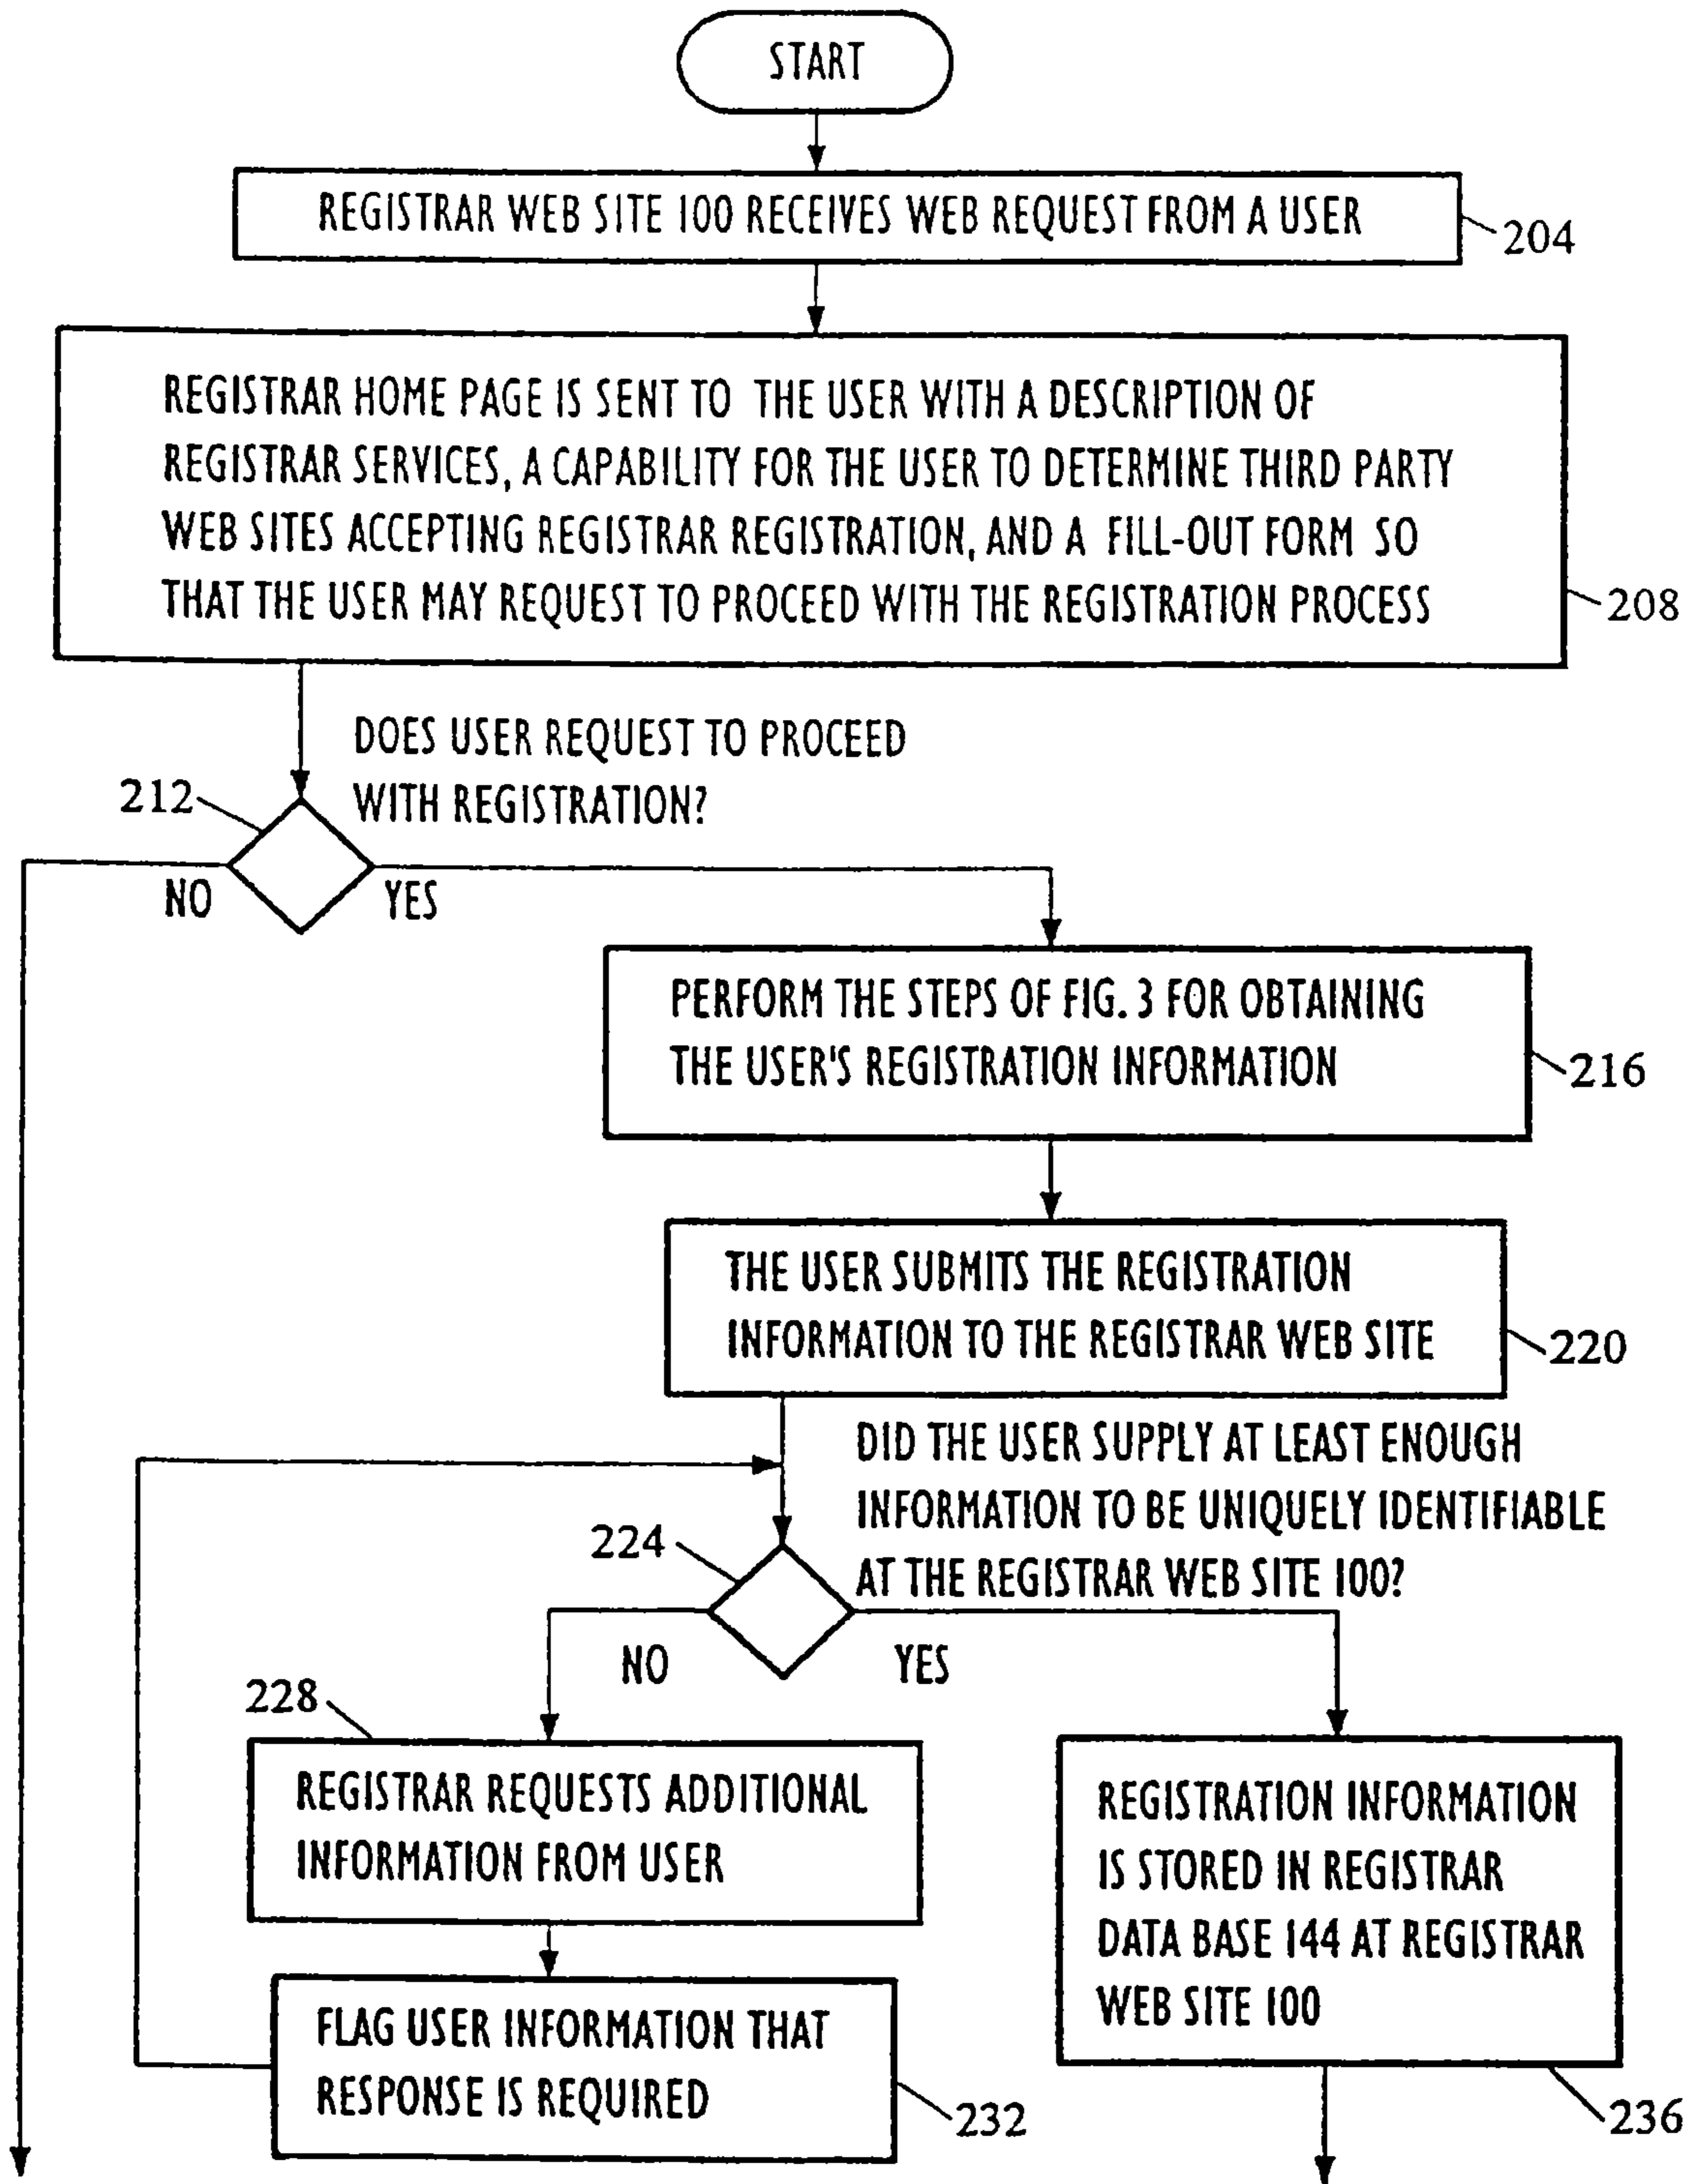 START
REGISTRAR WEB SITE 100 RECEIVES WEB REQUEST FROM A USER
204
REGISTRAR HOME PAGE IS SENT TO THE USER WITH A DESCRIPTION OF
REGISTRAR SERVICES, A CAPABILITY FOR THE USER TO DETERMINE THIRD PARTY
WEB SITES ACCEPTING REGISTRAR REGISTRATION, AND A FILL-OUT FORM SO
THAT THE USER MAY REQUEST TO PROCEED WITH THE REGISTRATION PROCESS
208
DOES USER REQUEST TO PROCEED
WITH REGISTRATION?
212
NO
YES
PERFORM THE STEPS OF FIG. 3 FOR OBTAINING
THE USER'S REGISTRATION INFORMATION
216
THE USER SUBMITS THE REGISTRATION
INFORMATION TO THE REGISTRAR WEB SITE
220
DID THE USER SUPPLY AT LEAST ENOUGH
INFORMATION TO BE UNIQUELY IDENTIFIABLE
AT THE REGISTRAR WEB SITE 100?
224
NO
YES
228
REGISTRAR REQUESTS ADDITIONAL
INFORMATION FROM USER
REGISTRATION INFORMATION
IS STORED IN REGISTRAR
DATA BASE 144 AT REGISTRAR
WEB SITE 100
236
FLAG USER INFORMATION THAT
RESPONSE IS REQUIRED
232